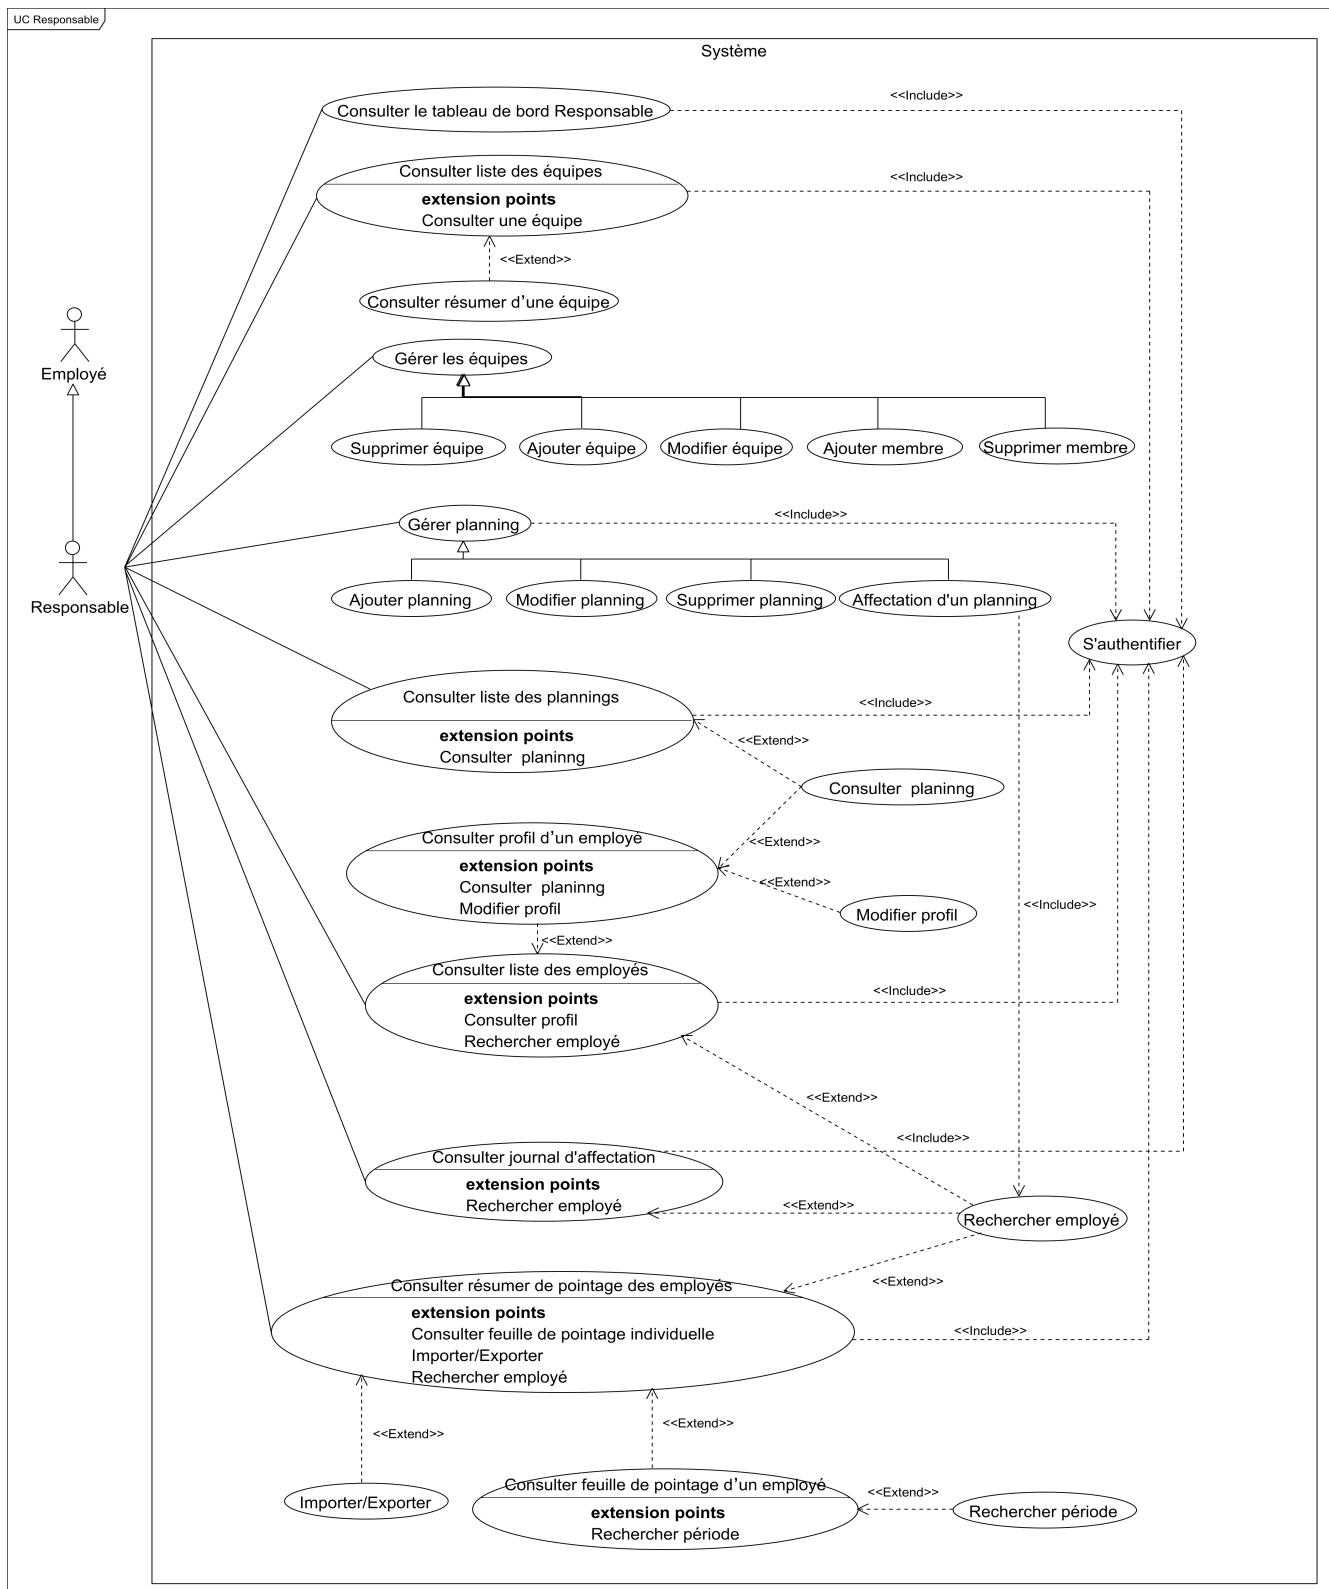 UC Responsable
Système
Consulter le tableau de bord Responsable
<<Include>>
Consulter liste des équipes
extension points
Consulter une équipe
<<Include>>
<<Extend>>
Consulter résumer d'une équipe
Employé
Gérer les équipes
Supprimer équipe
Ajouter équipe
Modifier équipe
Ajouter membre
Supprimer membre
Gérer planning
<<Include>>
Responsable
Ajouter planning
Modifier planning
Supprimer planning
Affectation d'un planning
S'authentifier
Consulter liste des plannings
extension points
Consulter  planinng
<<Include>>
<<Extend>>
Consulter  planinng
Consulter profil d'un employé
extension points
Consulter  planinng
Modifier profil
<<Extend>>
<<Extend>>
Modifier profil
<<Include>>
<<Extend>>
Consulter liste des employés
extension points
Consulter profil
Rechercher employé
<<Include>>
<<Extend>>
<<Include>>
Consulter journal d'affectation
extension points
Rechercher employé
<<Extend>>
Rechercher employé
<<Extend>>
Consulter résumer de pointage des employés
extension points
Consulter feuille de pointage individuelle
Importer/Exporter
Rechercher employé
<<Include>>
<<Extend>>
<<Extend>>
Importer/Exporter
Consulter feuille de pointage d'un employé
extension points
Rechercher période
<<Extend>>
Rechercher période